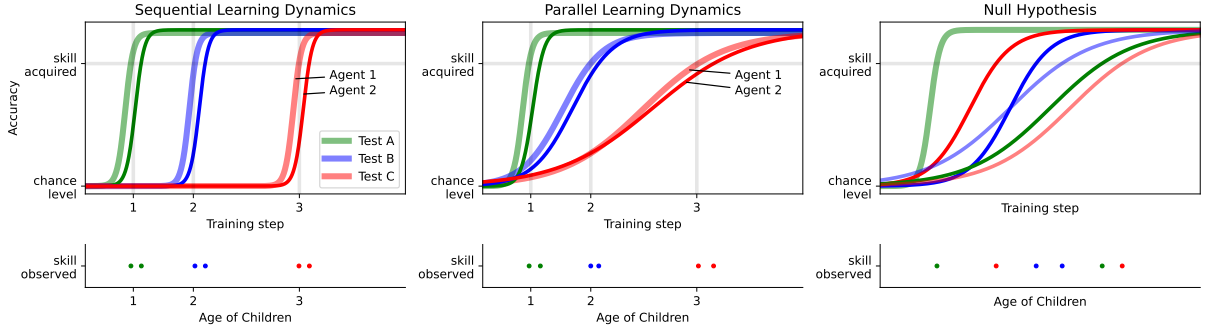 Sequential Learning Dynamics
Accuracy
skill
acquired
chance
level
Agent 1
Agent 2
Test A
Test B
Test C
1 2 3
Training step
skill
observed
1 2 3
Age of Children
Parallel Learning Dynamics
skill
acquired
chance
level
Agent 1
Agent 2
1 2 3
Training step
skill
observed
1 2 3
Age of Children
Null Hypothesis
skill
acquired
chance
level
Training step
skill
observed
Age of Children